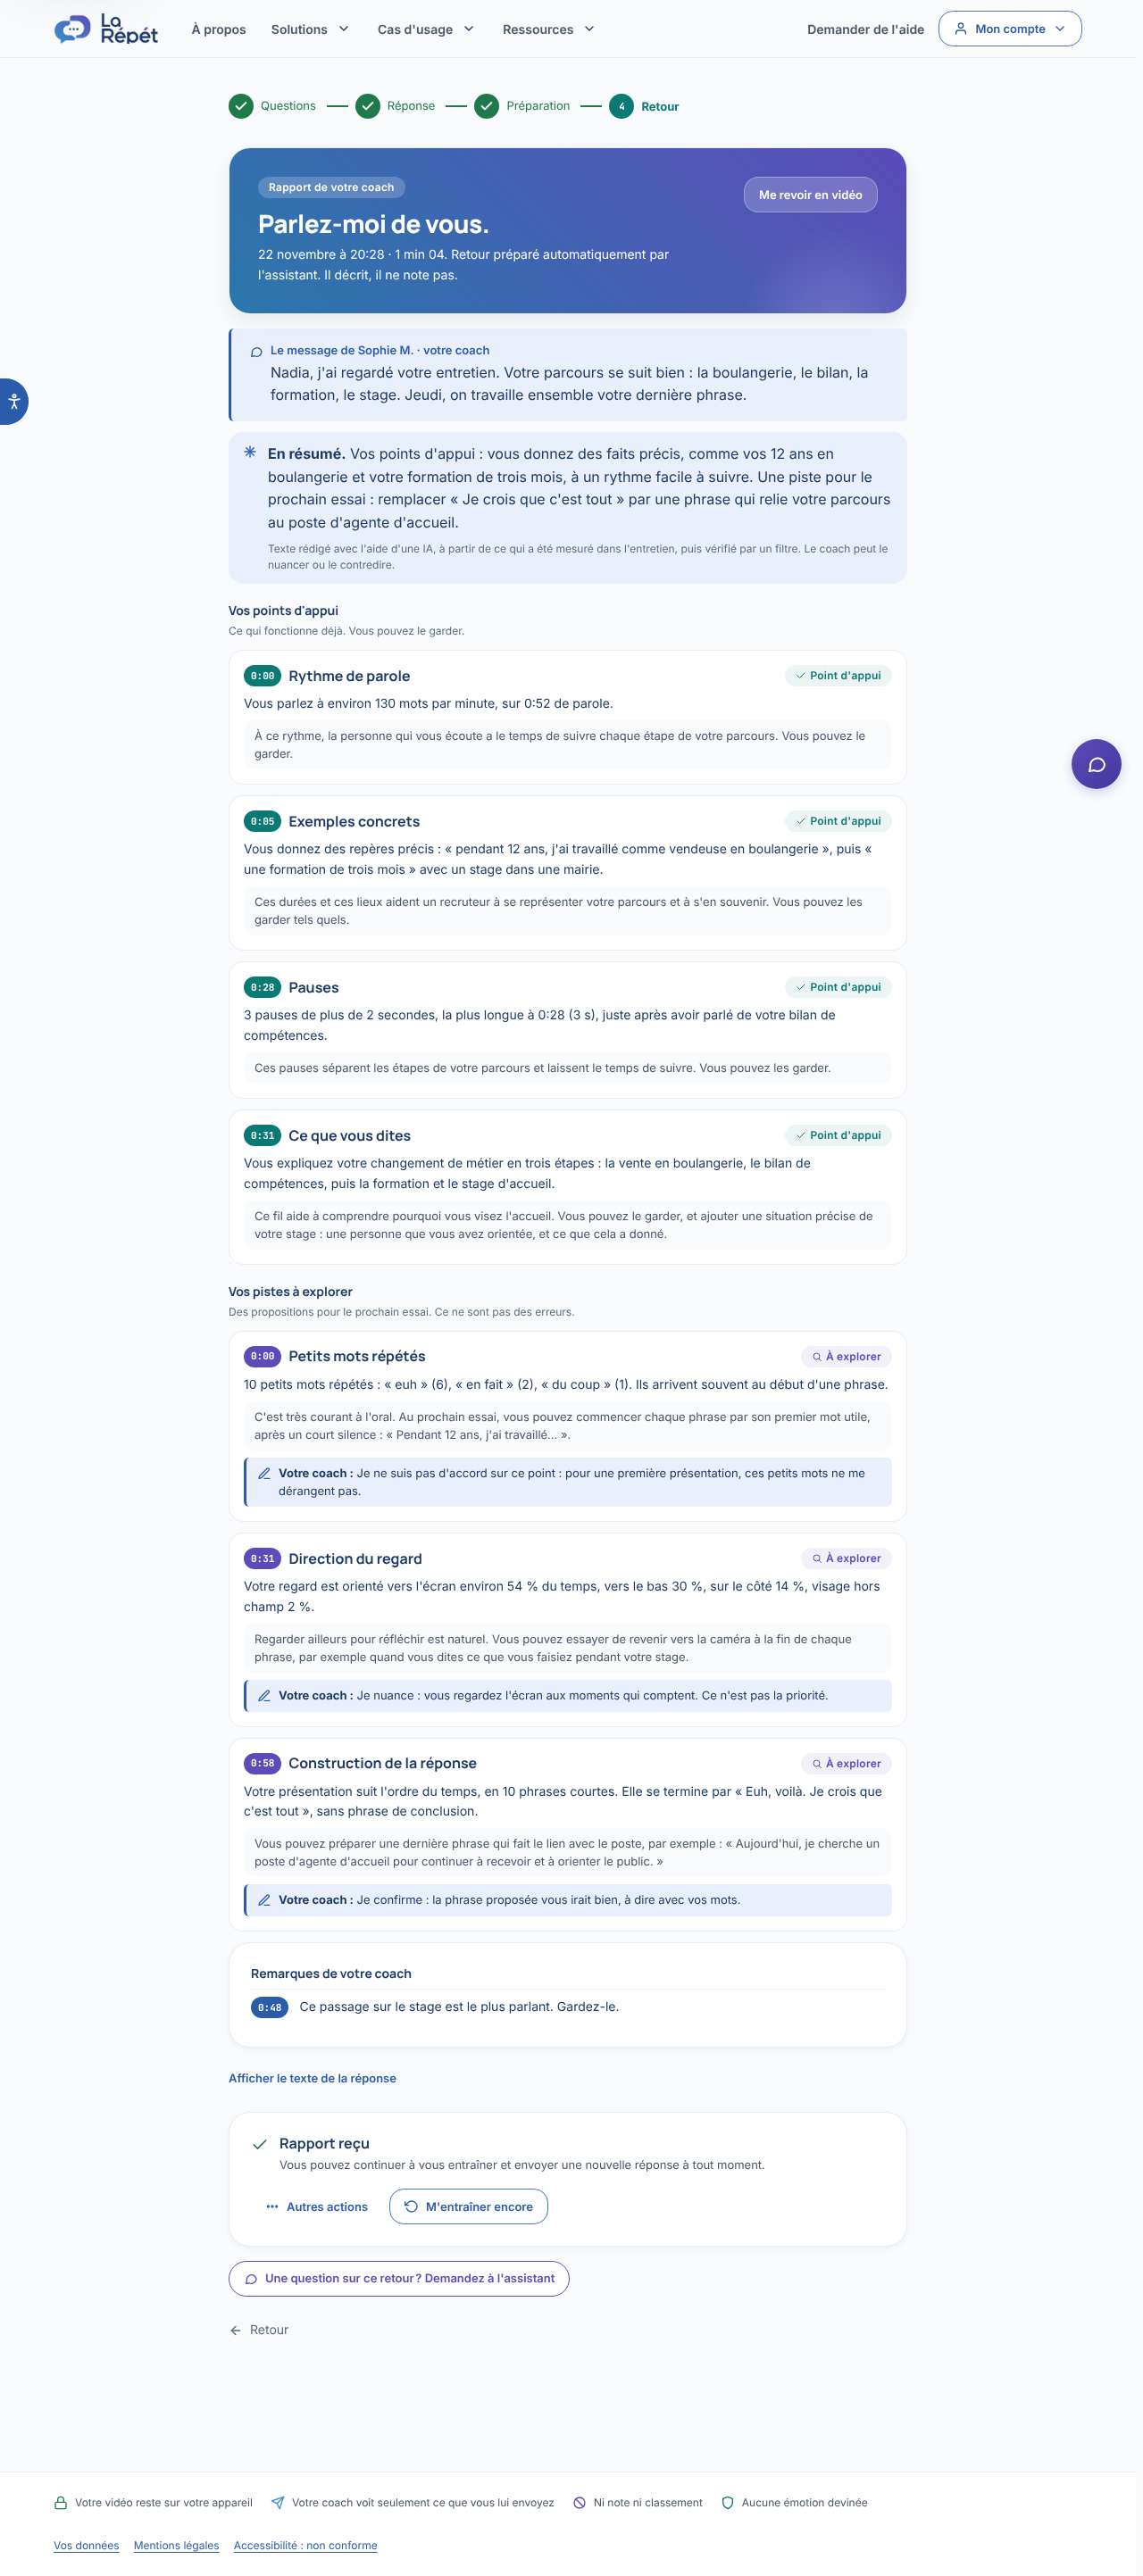 La Répét
À propos
Solutions
Cas d'usage
Ressources
Demander de l'aide
Mon compte
Questions
Réponse
Préparation
4
Retour
Rapport de votre coach
Me revoir en vidéo
Parlez-moi de vous.
22 novembre à 20:28 · 1 min 04. Retour préparé automatiquement par
l'assistant. Il décrit, il ne note pas.
Le message de Sophie M. · votre coach
Nadia, j'ai regardé votre entretien. Votre parcours se suit bien : la boulangerie, le bilan, la
formation, le stage. Jeudi, on travaille ensemble votre dernière phrase.
En résumé. Vos points d'appui : vous donnez des faits précis, comme vos 12 ans en
boulangerie et votre formation de trois mois, à un rythme facile à suivre. Une piste pour le
prochain essai : remplacer « Je crois que c'est tout » par une phrase qui relie votre parcours
au poste d'agente d'accueil.
Texte rédigé avec l'aide d'une IA, à partir de ce qui a été mesuré dans l'entretien, puis vérifié par un filtre. Le coach peut le
nuancer ou le contredire.
Vos points d'appui
Ce qui fonctionne déjà. Vous pouvez le garder.
0:00 Rythme de parole
Point d'appui
Vous parlez à environ 130 mots par minute, sur 0:52 de parole.
À ce rythme, la personne qui vous écoute a le temps de suivre chaque étape de votre parcours. Vous pouvez le
garder.
0:05 Exemples concrets
Point d'appui
Vous donnez des repères précis : « pendant 12 ans, j'ai travaillé comme vendeuse en boulangerie », puis «
une formation de trois mois » avec un stage dans une mairie.
Ces durées et ces lieux aident un recruteur à se représenter votre parcours et à s'en souvenir. Vous pouvez les
garder tels quels.
0:28 Pauses
Point d'appui
3 pauses de plus de 2 secondes, la plus longue à 0:28 (3 s), juste après avoir parlé de votre bilan de
compétences.
Ces pauses séparent les étapes de votre parcours et laissent le temps de suivre. Vous pouvez les garder.
0:31 Ce que vous dites
Point d'appui
Vous expliquez votre changement de métier en trois étapes : la vente en boulangerie, le bilan de
compétences, puis la formation et le stage d'accueil.
Ce fil aide à comprendre pourquoi vous visez l'accueil. Vous pouvez le garder, et ajouter une situation précise de
votre stage : une personne que vous avez orientée, et ce que cela a donné.
Vos pistes à explorer
Des propositions pour le prochain essai. Ce ne sont pas des erreurs.
0:00 Petits mots répétés
À explorer
10 petits mots répétés : « euh » (6), « en fait » (2), « du coup » (1). Ils arrivent souvent au début d'une phrase.
C'est très courant à l'oral. Au prochain essai, vous pouvez commencer chaque phrase par son premier mot utile,
après un court silence : « Pendant 12 ans, j'ai travaillé... ».
Votre coach : Je ne suis pas d'accord sur ce point : pour une première présentation, ces petits mots ne me
dérangent pas.
0:31 Direction du regard
À explorer
Votre regard est orienté vers l'écran environ 54 % du temps, vers le bas 30 %, sur le côté 14 %, visage hors
champ 2 %.
Regarder ailleurs pour réfléchir est naturel. Vous pouvez essayer de revenir vers la caméra à la fin de chaque
phrase, par exemple quand vous dites ce que vous faisiez pendant votre stage.
Votre coach : Je nuance : vous regardez l'écran aux moments qui comptent. Ce n'est pas la priorité.
0:58 Construction de la réponse
À explorer
Votre présentation suit l'ordre du temps, en 10 phrases courtes. Elle se termine par « Euh, voilà. Je crois que
c'est tout », sans phrase de conclusion.
Vous pouvez préparer une dernière phrase qui fait le lien avec le poste, par exemple : « Aujourd'hui, je cherche un
poste d'agente d'accueil pour continuer à recevoir et à orienter le public. »
Votre coach : Je confirme : la phrase proposée vous irait bien, à dire avec vos mots.
Remarques de votre coach
0:48 Ce passage sur le stage est le plus parlant. Gardez-le.
Afficher le texte de la réponse
Rapport reçu
Vous pouvez continuer à vous entraîner et envoyer une nouvelle réponse à tout moment.
Autres actions
M'entraîner encore
Une question sur ce retour ? Demandez à l'assistant
Retour
Votre vidéo reste sur votre appareil
Votre coach voit seulement ce que vous lui envoyez
Ni note ni classement
Aucune émotion devinée
Vos données
Mentions légales
Accessibilité : non conforme